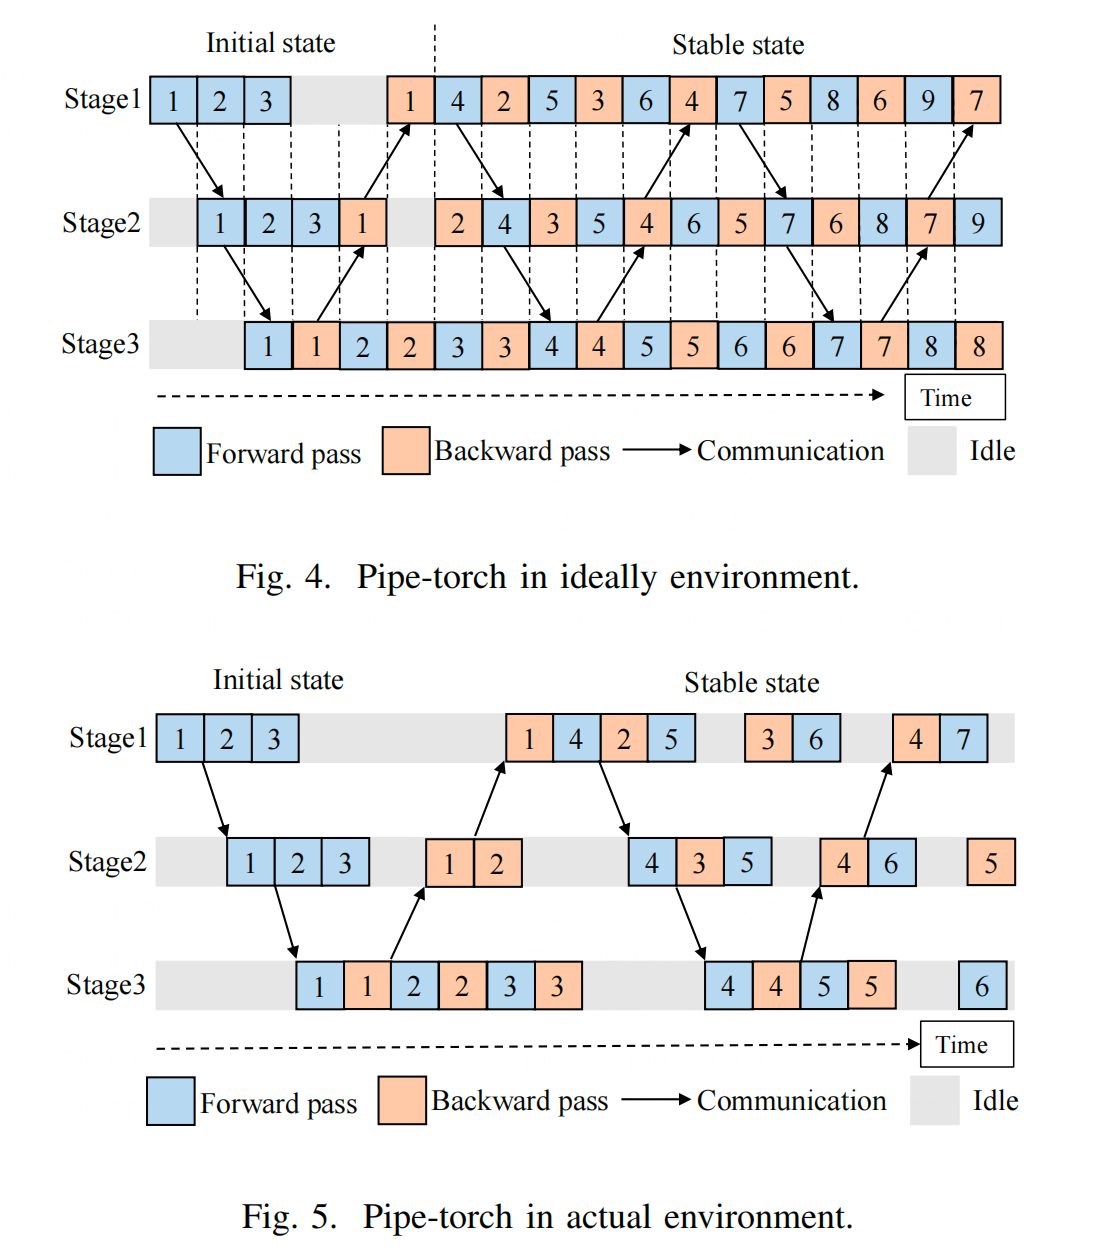 Initial state Stable state
Stage1 1 2 3 1 4 2 5 3 6 4 7 5 8 6 9 7
Stage2 1 2 3 1 2 4 3 5 4 6 5 7 6 8 7 9
Stage3 1 1 2 2 3 3 4 4 5 5 6 6 7 7 8 8
Time
Forward pass Backward pass Communication Idle
Fig. 4. Pipe-torch in ideally environment.
Initial state Stable state
Stage1 1 2 3 1 4 2 5 3 6 4 7
Stage2 1 2 3 1 2 4 3 5 4 6 5
Stage3 1 1 2 2 3 3 4 4 5 5 6
Time
Forward pass Backward pass Communication Idle
Fig. 5. Pipe-torch in actual environment.